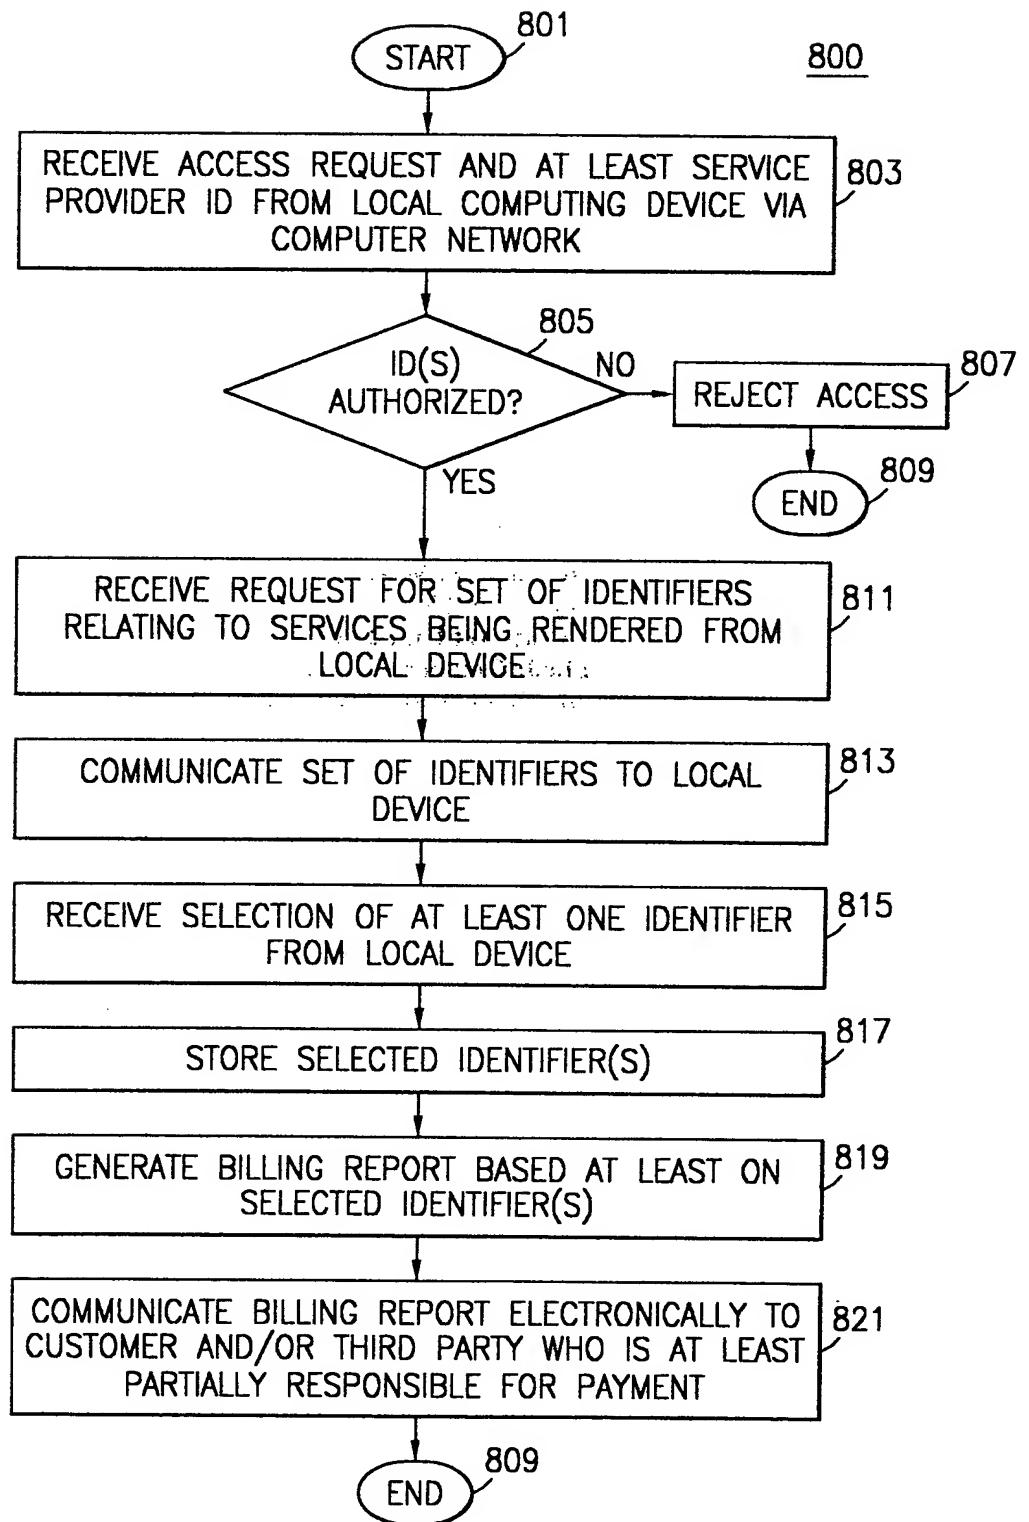 START
801
800
RECEIVE ACCESS REQUEST AND AT LEAST SERVICE
PROVIDER ID FROM LOCAL COMPUTING DEVICE VIA
COMPUTER NETWORK
803
ID(S)
AUTHORIZED?
805
NO
REJECT ACCESS
807
END
809
YES
RECEIVE REQUEST FOR SET OF IDENTIFIERS
RELATING TO SERVICES BEING RENDERED FROM
LOCAL DEVICE
811
COMMUNICATE SET OF IDENTIFIERS TO LOCAL
DEVICE
813
RECEIVE SELECTION OF AT LEAST ONE IDENTIFIER
FROM LOCAL DEVICE
815
STORE SELECTED IDENTIFIER(S)
817
GENERATE BILLING REPORT BASED AT LEAST ON
SELECTED IDENTIFIER(S)
819
COMMUNICATE BILLING REPORT ELECTRONICALLY TO
CUSTOMER AND/OR THIRD PARTY WHO IS AT LEAST
PARTIALLY RESPONSIBLE FOR PAYMENT
821
END
809